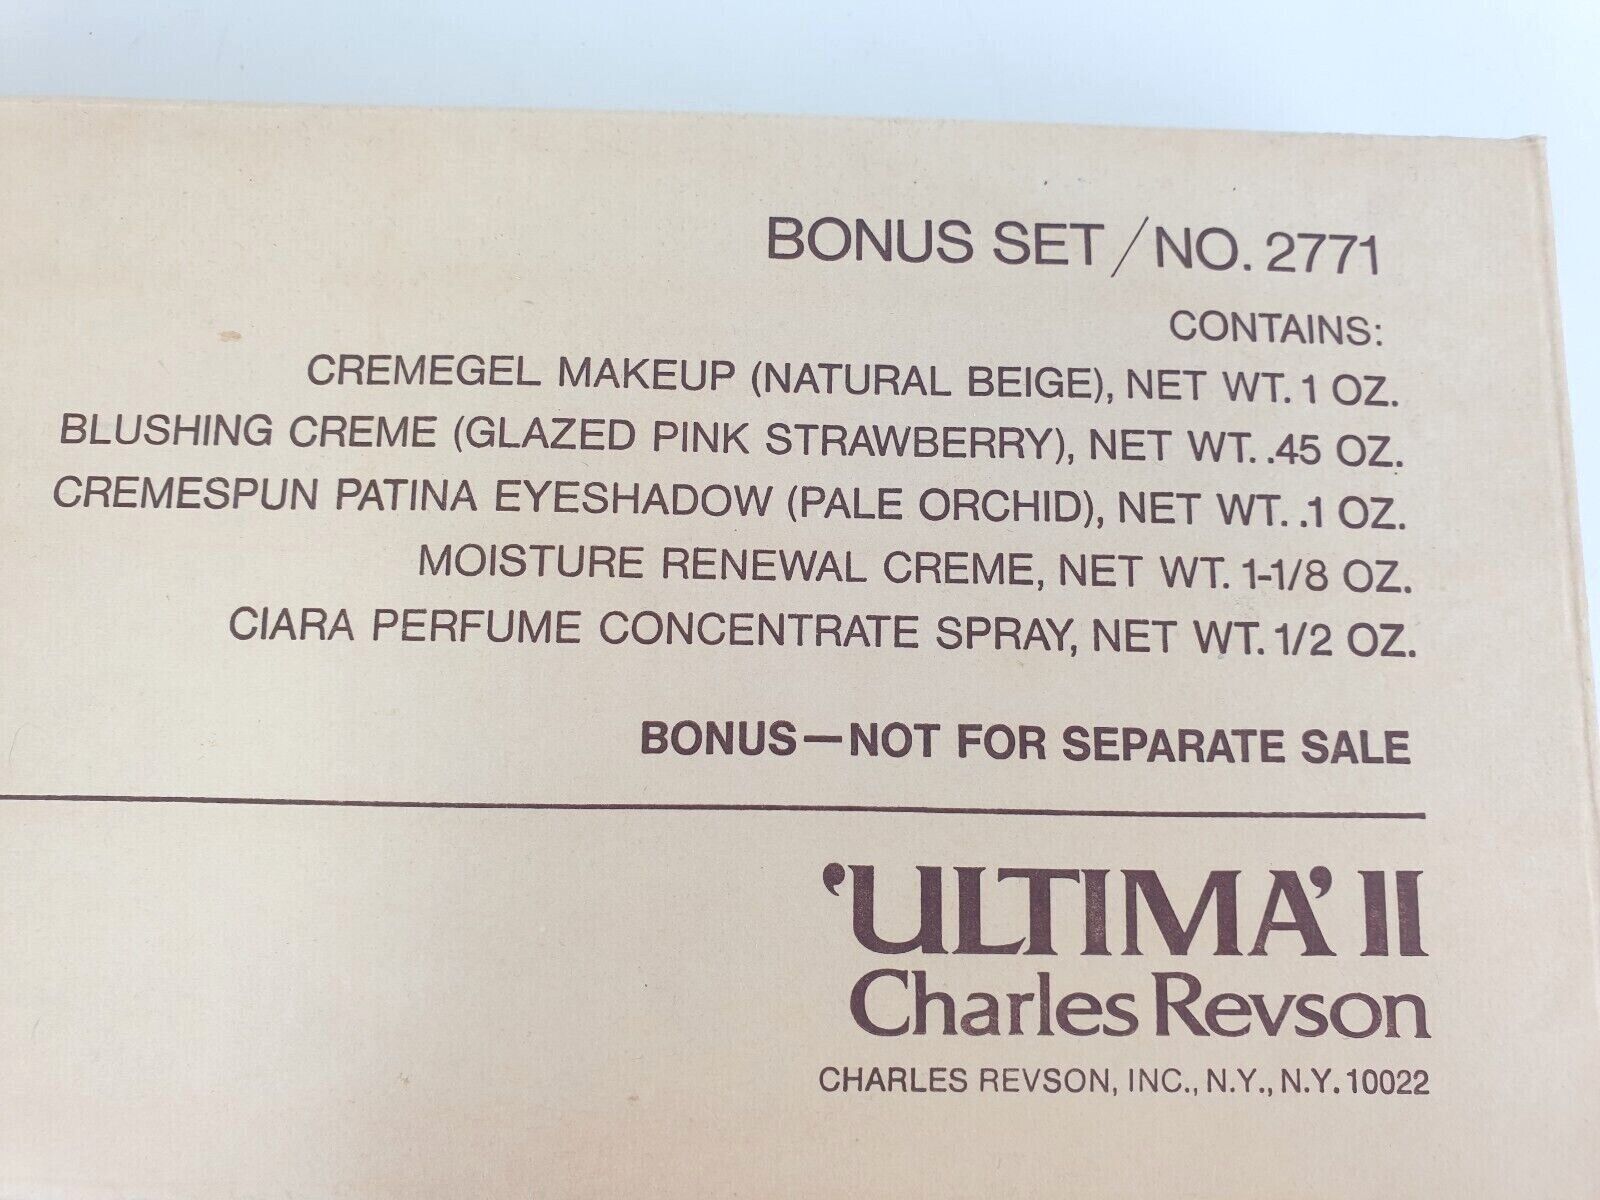 BONUS SET / NO. 2771
CONTAINS:
CREMEGEL MAKEUP (NATURAL BEIGE), NET WT. 1 OZ.
BLUSHING CREME (GLAZED PINK STRAWBERRY), NET WT. .45 OZ.
CREMESPUN PATINA EYESHADOW (PALE ORCHID), NET WT. .1 OZ.
MOISTURE RENEWAL CREME, NET WT. 1-1/8 OZ.
CIARA PERFUME CONCENTRATE SPRAY, NET WT. 1/2 OZ.
BONUS—NOT FOR SEPARATE SALE
‘ULTIMA’ II
Charles Revson
CHARLES REVSON, INC., N.Y., N.Y. 10022